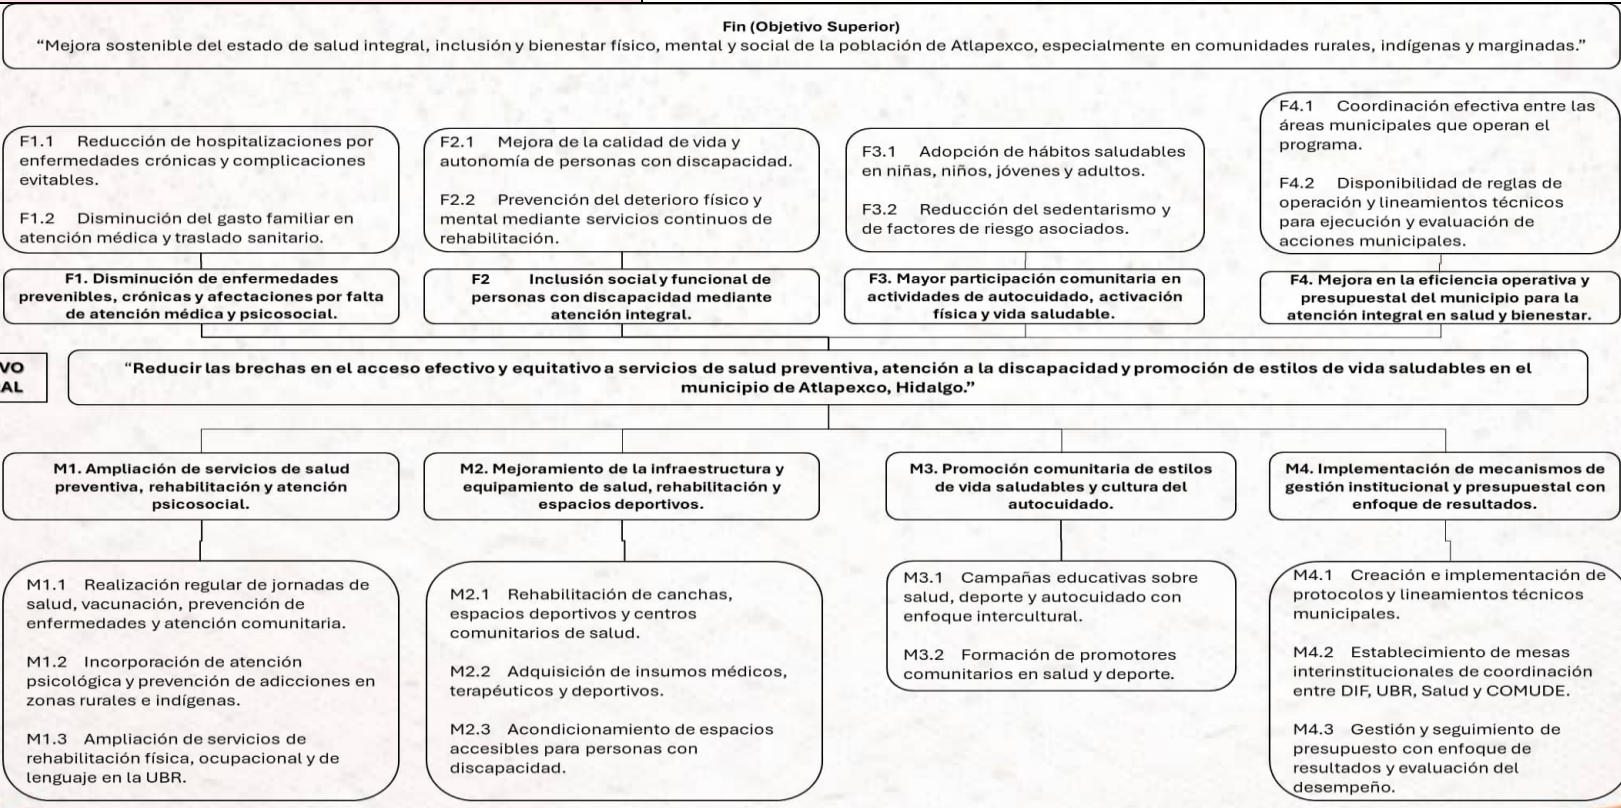 Fin (Objetivo Superior)
“Mejora sostenible del estado de salud integral, inclusión y bienestar físico, mental y social de la población de Atlapexco, especialmente en comunidades rurales, indígenas y marginadas.”
F1.1 Reducción de hospitalizaciones por
enfermedades crónicas y complicaciones
evitables.
F1.2 Disminución del gasto familiar en
atención médica y traslado sanitario.
F2.1 Mejora de la calidad de vida y
autonomía de personas con discapacidad.
F2.2 Prevención del deterioro físico y
mental mediante servicios continuos de
rehabilitación.
F3.1 Adopción de hábitos saludables
en niñas, niños, jóvenes y adultos.
F3.2 Reducción del sedentarismo y
de factores de riesgo asociados.
F4.1 Coordinación efectiva entre las
áreas municipales que operan el
programa.
F4.2 Disponibilidad de reglas de
operación y lineamientos técnicos
para ejecución y evaluación de
acciones municipales.
F1. Disminución de enfermedades
prevenibles, crónicas y afectaciones por falta
de atención médica y psicosocial.
F2 Inclusión social y funcional de
personas con discapacidad mediante
atención integral.
F3. Mayor participación comunitaria en
actividades de autocuidado, activación
física y vida saludable.
F4. Mejora en la eficiencia operativa y
presupuestal del municipio para la
atención integral en salud y bienestar.
VO
AL
“Reducir las brechas en el acceso efectivo y equitativo a servicios de salud preventiva, atención a la discapacidad y promoción de estilos de vida saludables en el
municipio de Atlapexco, Hidalgo.”
M1. Ampliación de servicios de salud
preventiva, rehabilitación y atención
psicosocial.
M2. Mejoramiento de la infraestructura y
equipamiento de salud, rehabilitación y
espacios deportivos.
M3. Promoción comunitaria de estilos
de vida saludables y cultura del
autocuidado.
M4. Implementación de mecanismos de
gestión institucional y presupuestal con
enfoque de resultados.
M1.1 Realización regular de jornadas de
salud, vacunación, prevención de
enfermedades y atención comunitaria.
M1.2 Incorporación de atención
psicológica y prevención de adicciones en
zonas rurales e indígenas.
M1.3 Ampliación de servicios de
rehabilitación física, ocupacional y de
lenguaje en la UBR.
M2.1 Rehabilitación de canchas,
espacios deportivos y centros
comunitarios de salud.
M2.2 Adquisición de insumos médicos,
terapéuticos y deportivos.
M2.3 Acondicionamiento de espacios
accesibles para personas con
discapacidad.
M3.1 Campañas educativas sobre
salud, deporte y autocuidado con
enfoque intercultural.
M3.2 Formación de promotores
comunitarios en salud y deporte.
M4.1 Creación e implementación de
protocolos y lineamientos técnicos
municipales.
M4.2 Establecimiento de mesas
interinstitucionales de coordinación
entre DIF, UBR, Salud y COMUDE.
M4.3 Gestión y seguimiento de
presupuesto con enfoque de
resultados y evaluación del
desempeño.